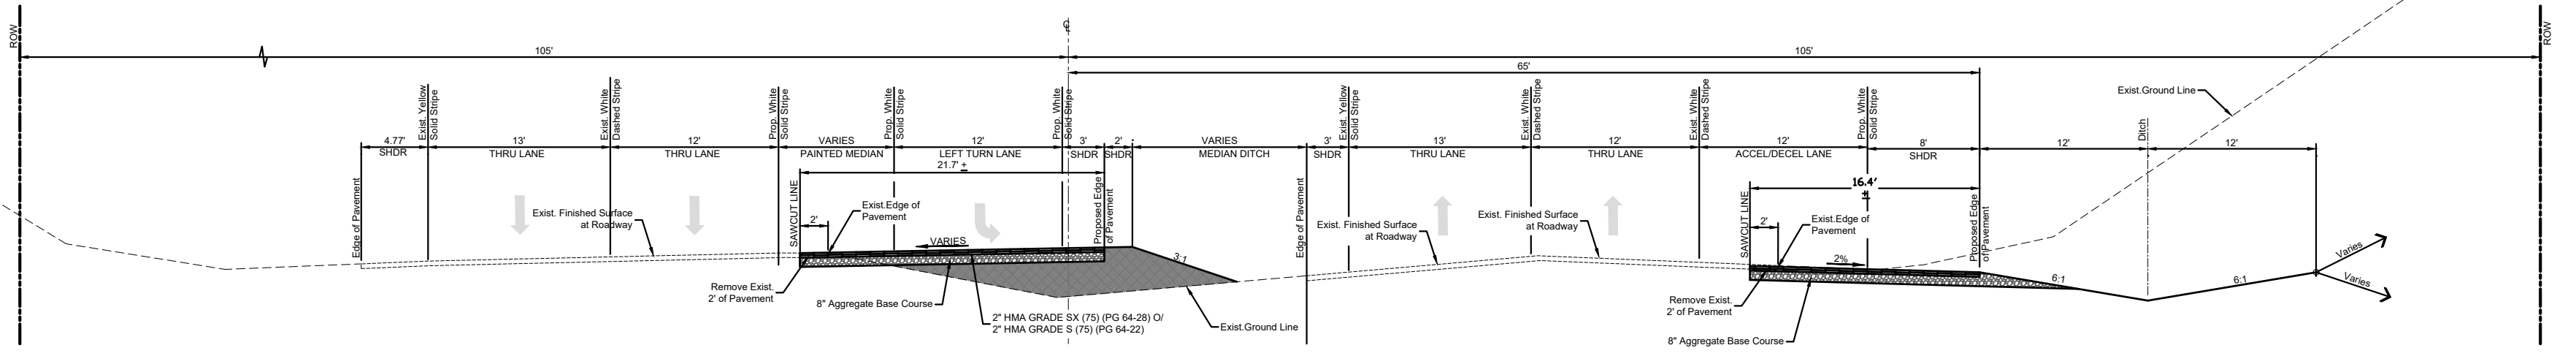 ROW
105'
℄
105'
ROW
65'
Exist. Yellow
Solid Stripe
Exist. White
Dashed Stripe
Prop. White
Solid Stripe
Prop. White
Solid Stripe
Prop. White
Solid Stripe
Exist. Yellow
Solid Stripe
Exist. White
Dashed Stripe
Exist. White
Dashed Stripe
Prop. White
Solid Stripe
Ditch
Exist.Ground Line
4.77'
SHDR
13'
THRU LANE
12'
THRU LANE
VARIES
PAINTED MEDIAN
12'
LEFT TURN LANE
3'
SHDR
2'
SHDR
VARIES
MEDIAN DITCH
3'
SHDR
13'
THRU LANE
12'
THRU LANE
12'
ACCEL/DECEL LANE
8'
SHDR
12'
12'
21.7' ±
16.4'
±
Edge of Pavement
Exist. Finished Surface
at Roadway
SAWCUT LINE
2'
Exist.Edge of
Pavement
VARIES
Proposed Edge
of Pavement
3:1
Edge of Pavement
Exist. Finished Surface
at Roadway
Exist. Finished Surface
at Roadway
SAWCUT LINE
2'
Exist.Edge of
Pavement
2%
Proposed Edge
of Pavement
6:1
6:1
Varies
Varies
Remove Exist.
2' of Pavement
8" Aggregate Base Course
2" HMA GRADE SX (75) (PG 64-28) O/
2" HMA GRADE S (75) (PG 64-22)
Exist.Ground Line
Remove Exist.
2' of Pavement
8" Aggregate Base Course